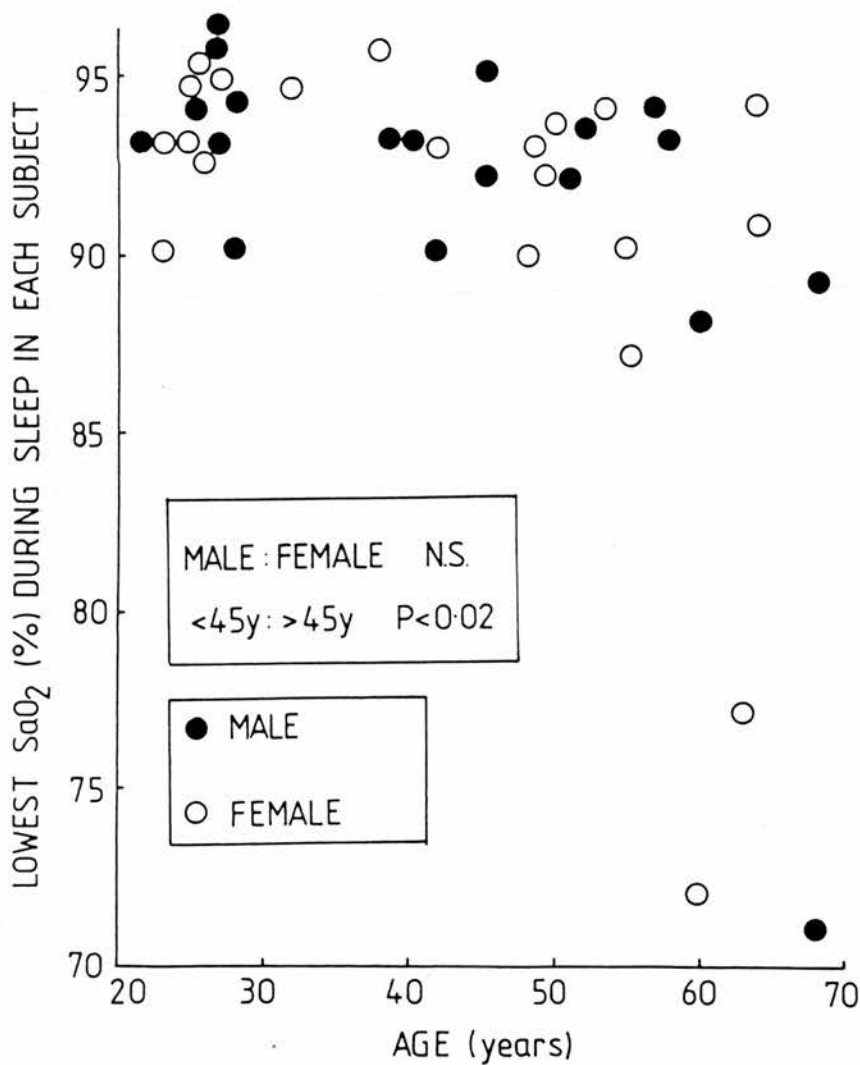 LOWEST SaO₂ (%) DURING SLEEP IN EACH SUBJECT
95
90
85
80
75
70
MALE : FEMALE N.S.
<45y : >45y P<0·02
MALE
FEMALE
20 30 40 50 60 70
AGE (years)